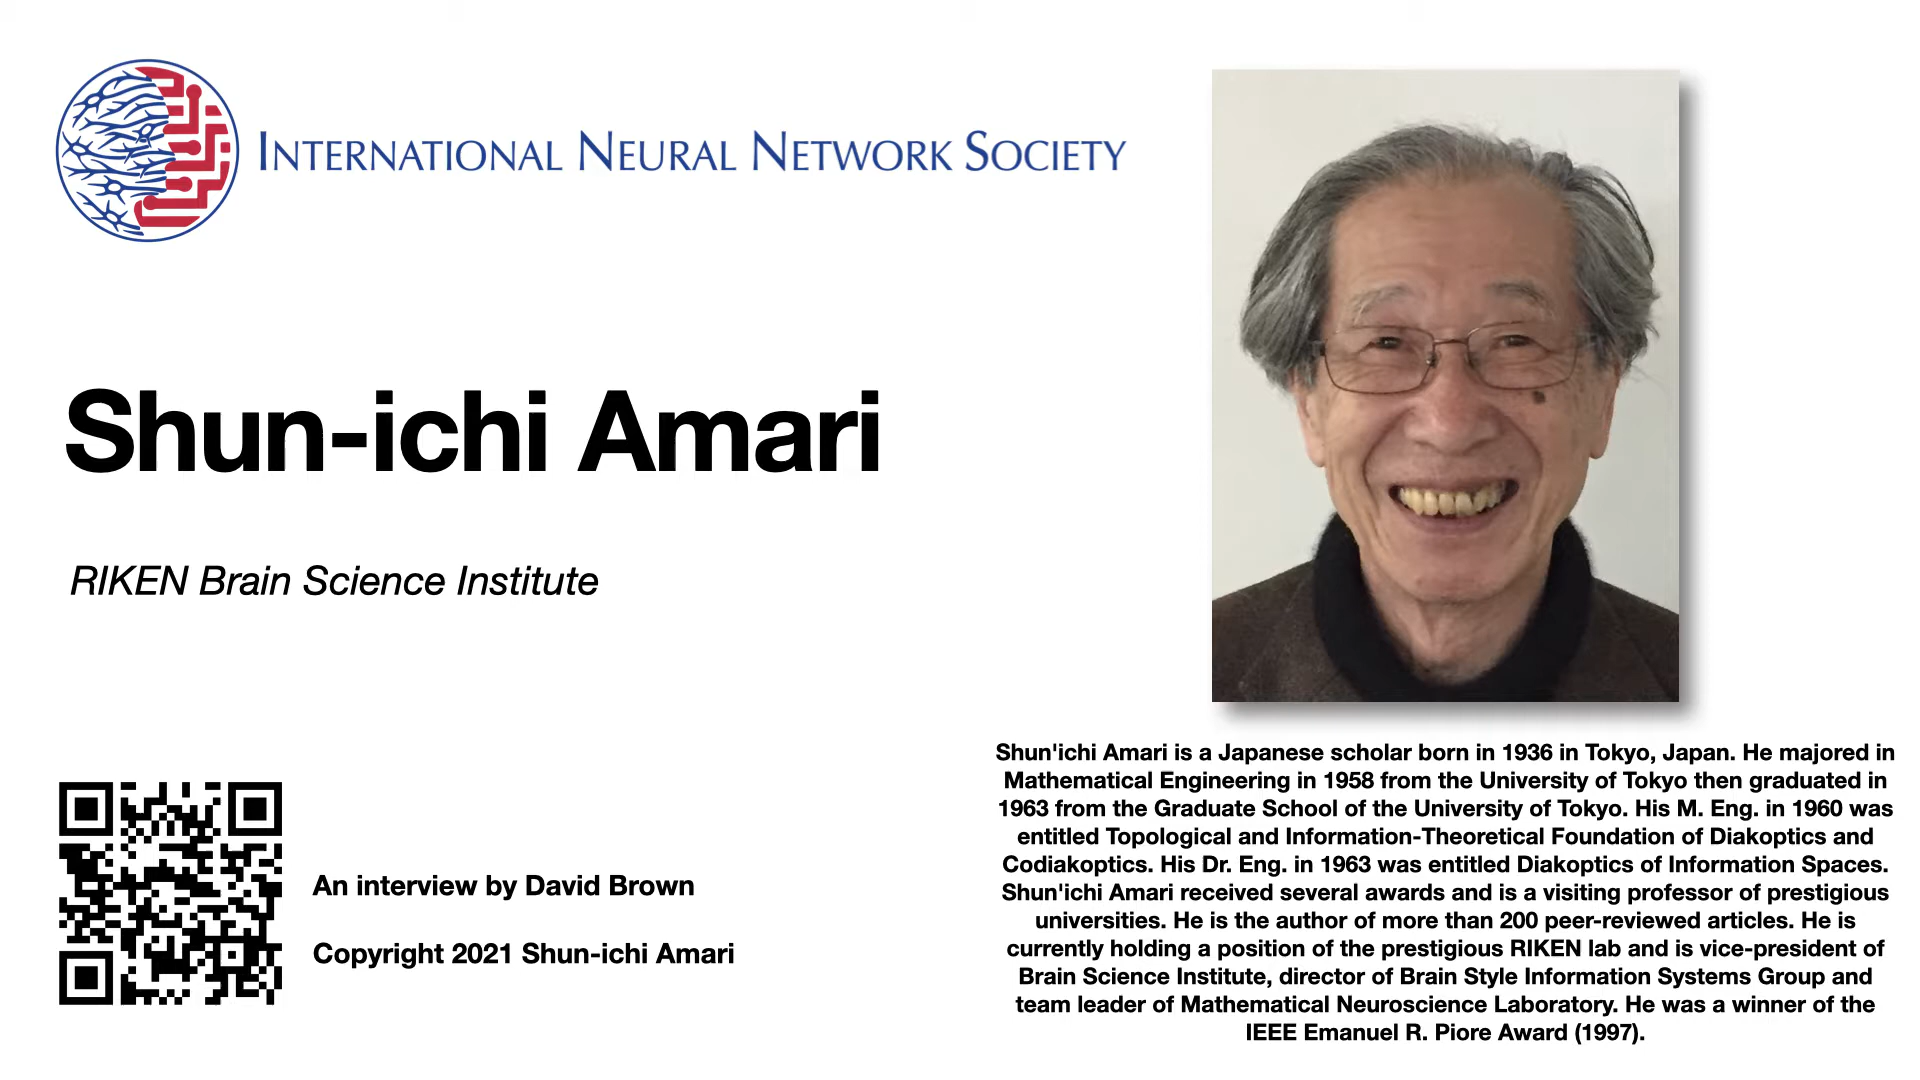 INTERNATIONAL NEURAL NETWORK SOCIETY
Shun-ichi Amari
RIKEN Brain Science Institute
An interview by David Brown
Copyright 2021 Shun-ichi Amari
Shun'ichi Amari is a Japanese scholar born in 1936 in Tokyo, Japan. He majored in
Mathematical Engineering in 1958 from the University of Tokyo then graduated in
1963 from the Graduate School of the University of Tokyo. His M. Eng. in 1960 was
entitled Topological and Information-Theoretical Foundation of Diakoptics and
Codiakoptics. His Dr. Eng. in 1963 was entitled Diakoptics of Information Spaces.
Shun'ichi Amari received several awards and is a visiting professor of prestigious
universities. He is the author of more than 200 peer-reviewed articles. He is
currently holding a position of the prestigious RIKEN lab and is vice-president of
Brain Science Institute, director of Brain Style Information Systems Group and
team leader of Mathematical Neuroscience Laboratory. He was a winner of the
IEEE Emanuel R. Piore Award (1997).